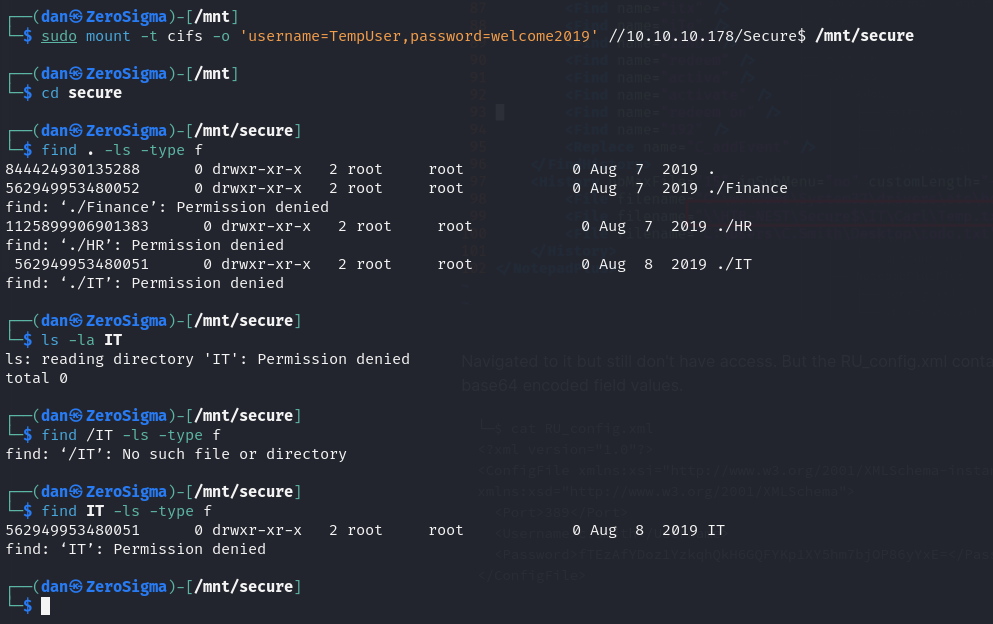 ┌──(dan㉿ZeroSigma)-[/mnt]
└─$ sudo mount -t cifs -o 'username=TempUser,password=welcome2019' //10.10.10.178/Secure$ /mnt/secure
┌──(dan㉿ZeroSigma)-[/mnt]
└─$ cd secure
┌──(dan㉿ZeroSigma)-[/mnt/secure]
└─$ find . -ls -type f
844424930135288 0 drwxr-xr-x 2 root root 0 Aug 7 2019 .
562949953480052 0 drwxr-xr-x 2 root root 0 Aug 7 2019 ./Finance
find: ‘./Finance’: Permission denied
1125899906901383 0 drwxr-xr-x 2 root root 0 Aug 7 2019 ./HR
find: ‘./HR’: Permission denied
562949953480051 0 drwxr-xr-x 2 root root 0 Aug 8 2019 ./IT
find: ‘./IT’: Permission denied
┌──(dan㉿ZeroSigma)-[/mnt/secure]
└─$ ls -la IT
ls: reading directory 'IT': Permission denied
total 0
Navigated to it but still don't have access. But the RU_config.xml
base64 encoded field values.
┌──(dan㉿ZeroSigma)-[/mnt/secure]
└─$ find /IT -ls -type f
find: ‘/IT’: No such file or directory
┌──(dan㉿ZeroSigma)-[/mnt/secure]
└─$ find IT -ls -type f
562949953480051 0 drwxr-xr-x 2 root root 0 Aug 8 2019 IT
find: ‘IT’: Permission denied
┌──(dan㉿ZeroSigma)-[/mnt/secure]
└─$